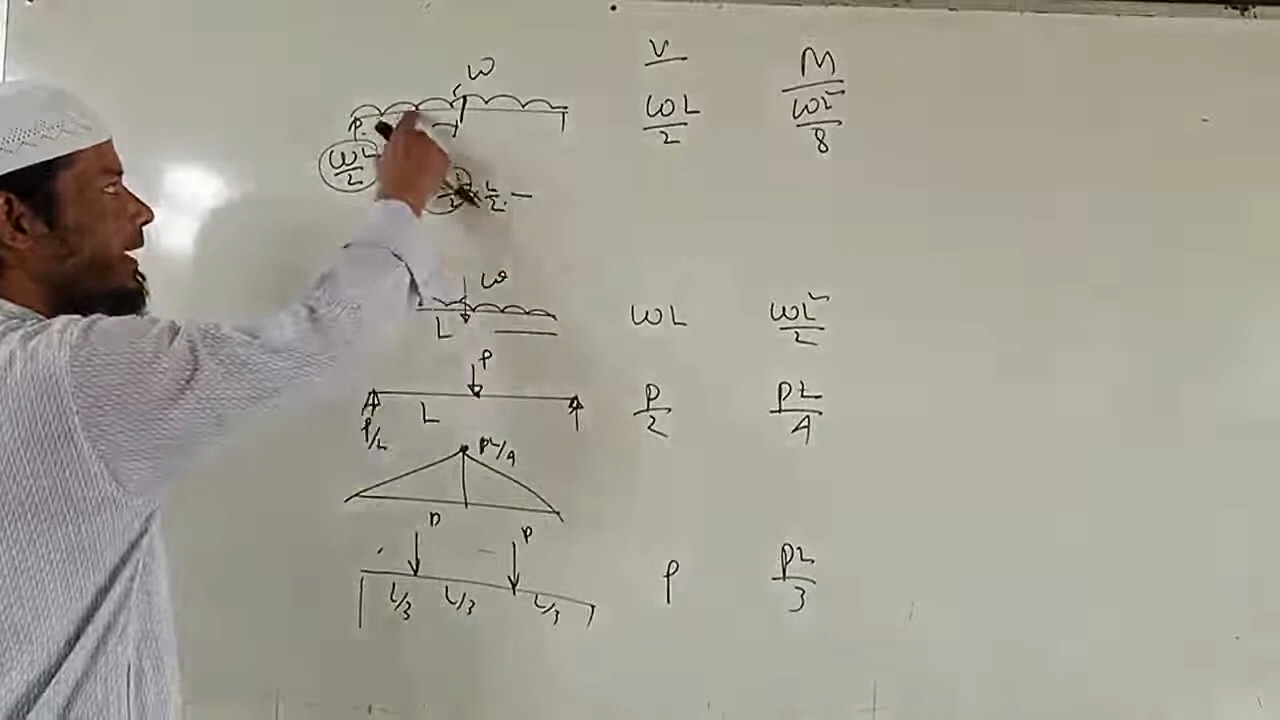 V M
W
WL/2 WL²/8
WL/2
L/2 –
W
L
WL WL²/2
P
P/2 PL/4
L
P/L
PL/4
P P
L/3 L/3 L/3
P PL/3